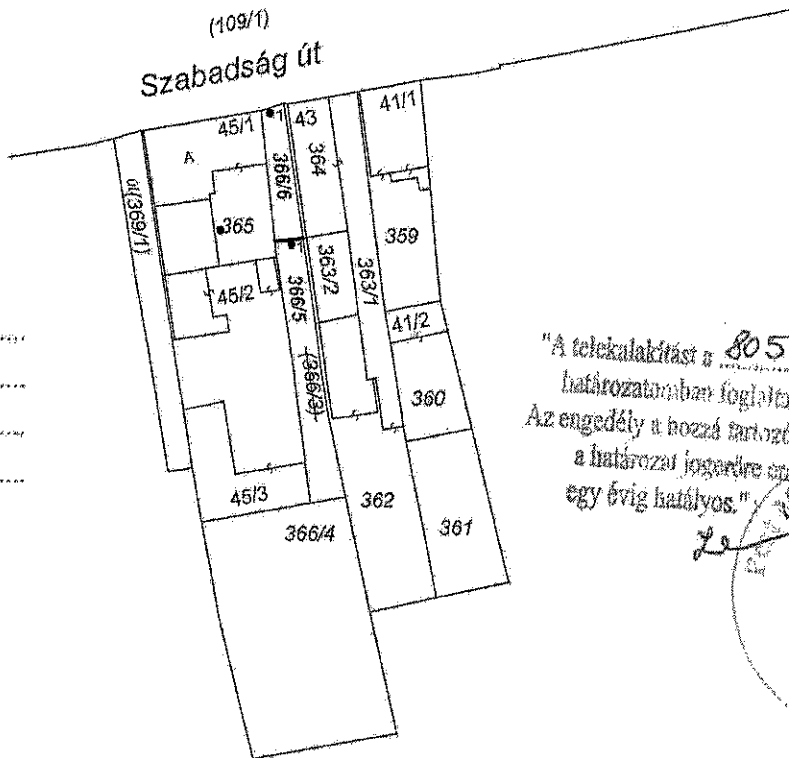 (109/1)
Szabadság út
45/1
1
43
41/1
A
366/6
364
út(369/1)
365
359
363/2
363/1
45/2
366/5
41/2
(366/3)
360
45/3
366/4
362
361
"A telekalakítást a 805
határozatomban foglalta
Az engedély a hozzá tartozó
a határozat jogerőre
egy évig hatályos."